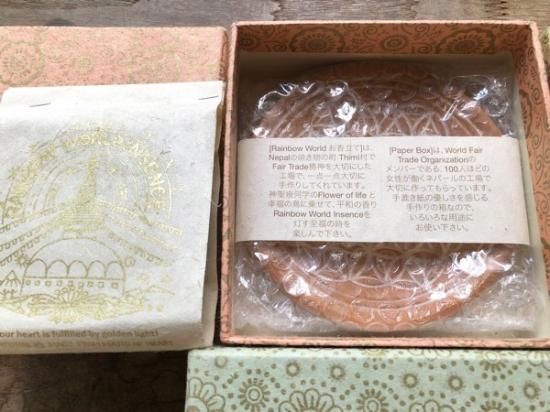 RAINBOW WORLD INSENCE
our heart is fulfilled by golden light!
[Rainbow World お香立て]は、
Nepalの焼き物の町 Thimi村で
Fair Trade精神を大切にした
工場で、一点一点大切に
手作りしてくれています。
神聖幾何学のFlower of life と
幸福の鳥に乗せて、平和の香り
Rainbow World Insenceを
灯す至福の時を
楽しんで下さい。
[Paper Box]は、World Fair
Trade Organizationの
メンバーである、100人ほどの
女性が働くネパールの工場で
大切に作ってもらっています。
手漉き紙の優しさを感じる
手作りの箱なので、
いろいろな用途に
お使い下さい。